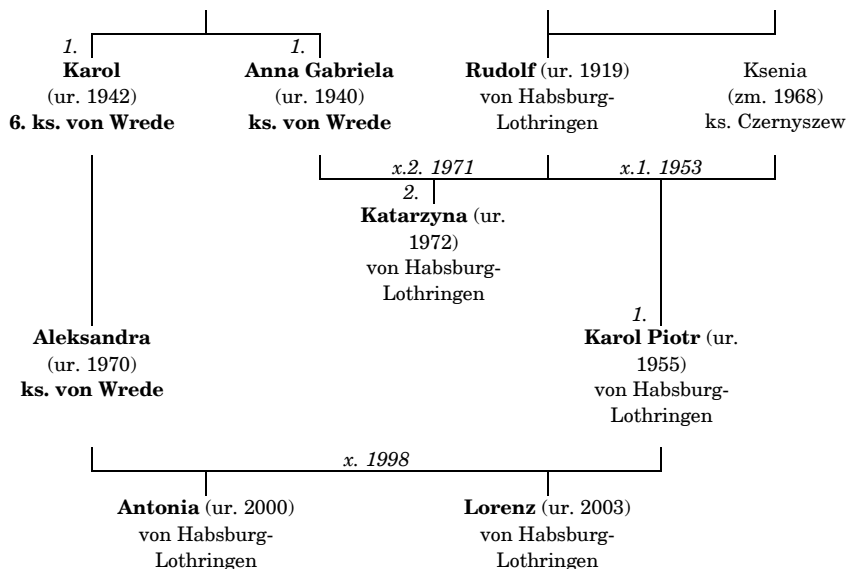 1.
Karol
(ur. 1942)
6. ks. von Wrede
1.
Anna Gabriela
(ur. 1940)
ks. von Wrede
Rudolf (ur. 1919)
von Habsburg-
Lothringen
Ksenia
(zm. 1968)
ks. Czernyszew
x.2. 1971
x.1. 1953
2.
Katarzyna (ur.
1972)
von Habsburg-
Lothringen
Aleksandra
(ur. 1970)
ks. von Wrede
1.
Karol Piotr (ur.
1955)
von Habsburg-
Lothringen
x. 1998
Antonia (ur. 2000)
von Habsburg-
Lothringen
Lorenz (ur. 2003)
von Habsburg-
Lothringen